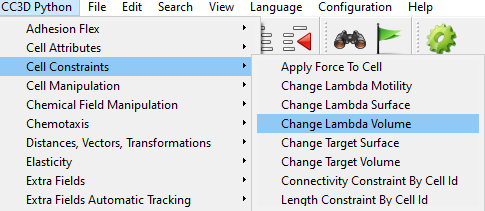 CC3D Python File Edit Search View Language Configuration Help
Adhesion Flex
Cell Attributes
Cell Constraints
Cell Manipulation
Chemical Field Manipulation
Chemotaxis
Distances, Vectors, Transformations
Elasticity
Extra Fields
Extra Fields Automatic Tracking
Apply Force To Cell
Change Lambda Motility
Change Lambda Surface
Change Lambda Volume
Change Target Surface
Change Target Volume
Connectivity Constraint By Cell Id
Length Constraint By Cell Id